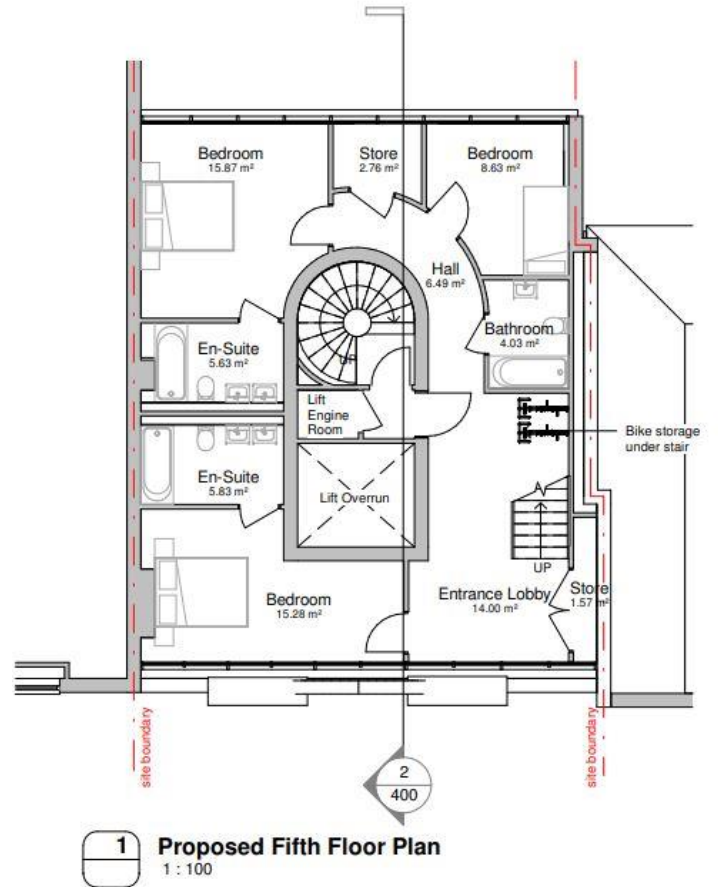 Bedroom
15.87 m²
Store
2.76 m²
Bedroom
8.63 m²
Hall
6.49 m²
UP
En-Suite
5.63 m²
Bathroom
4.03 m²
Lift
Engine
Room
Bike storage
under stair
En-Suite
5.83 m²
Lift Overrun
UP
Bedroom
15.28 m²
Entrance Lobby
14.00 m²
Store
1.57 m²
site boundary
site boundary
2
400
1
Proposed Fifth Floor Plan
1 : 100